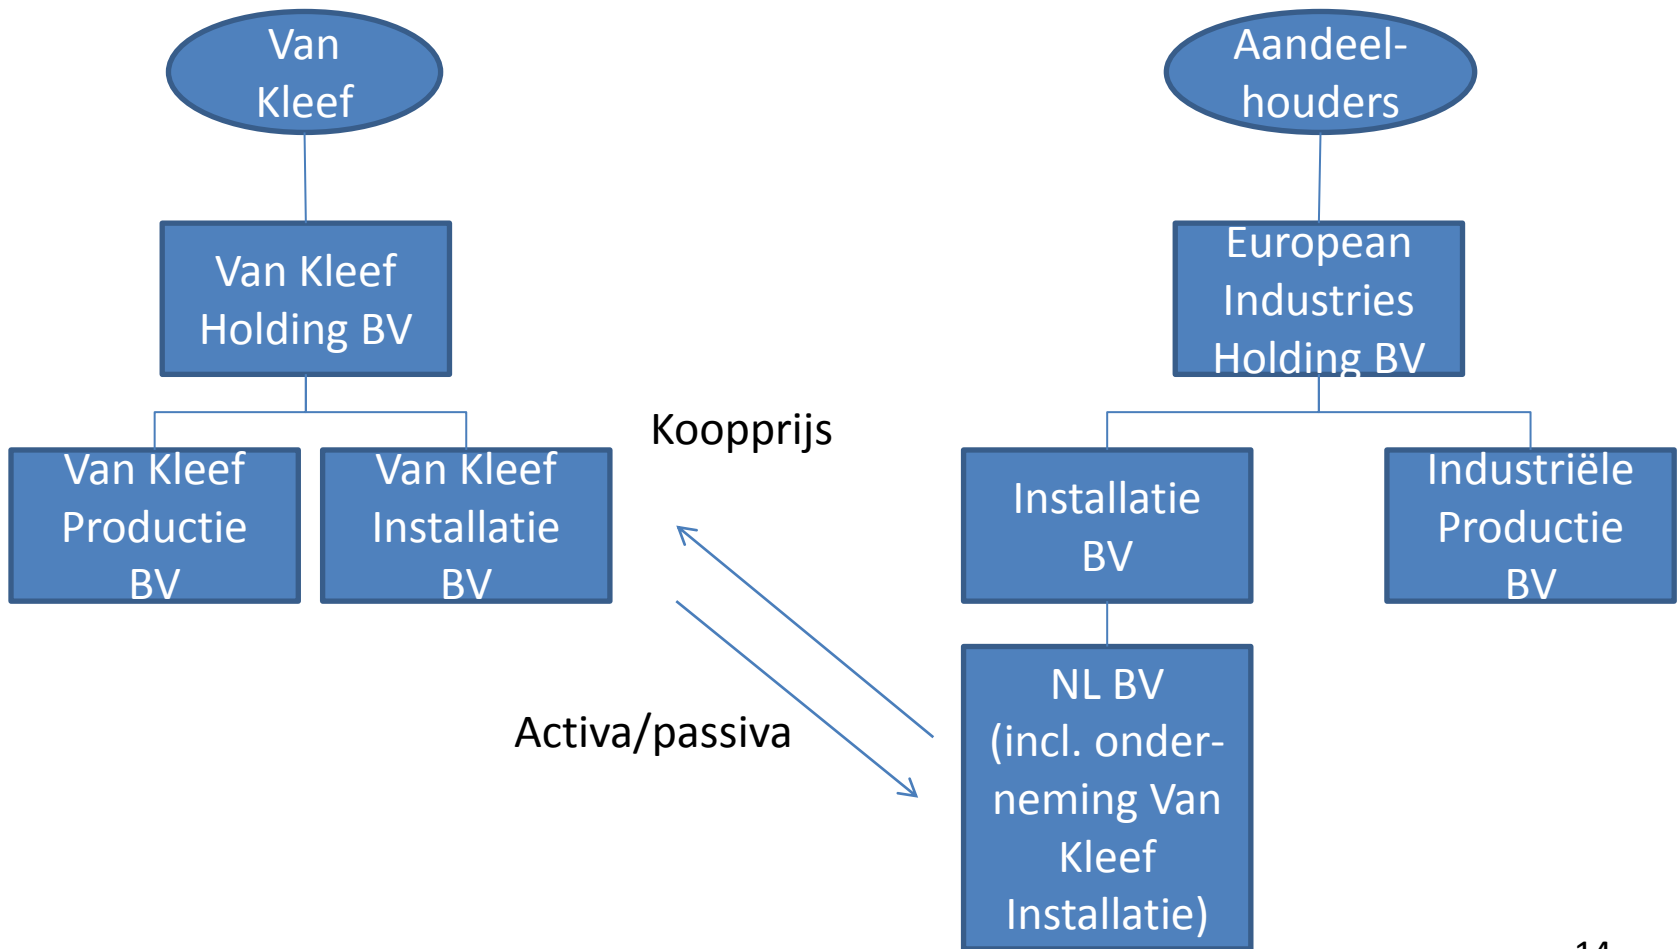 Van
Kleef
Aandeel-
houders
Van Kleef
Holding BV
European
Industries
Holding BV
Koopprijs
Van Kleef
Productie
BV
Van Kleef
Installatie
BV
Installatie
BV
Industriële
Productie
BV
Activa/passiva
NL BV
(incl. onder-
neming Van
Kleef
Installatie)
14